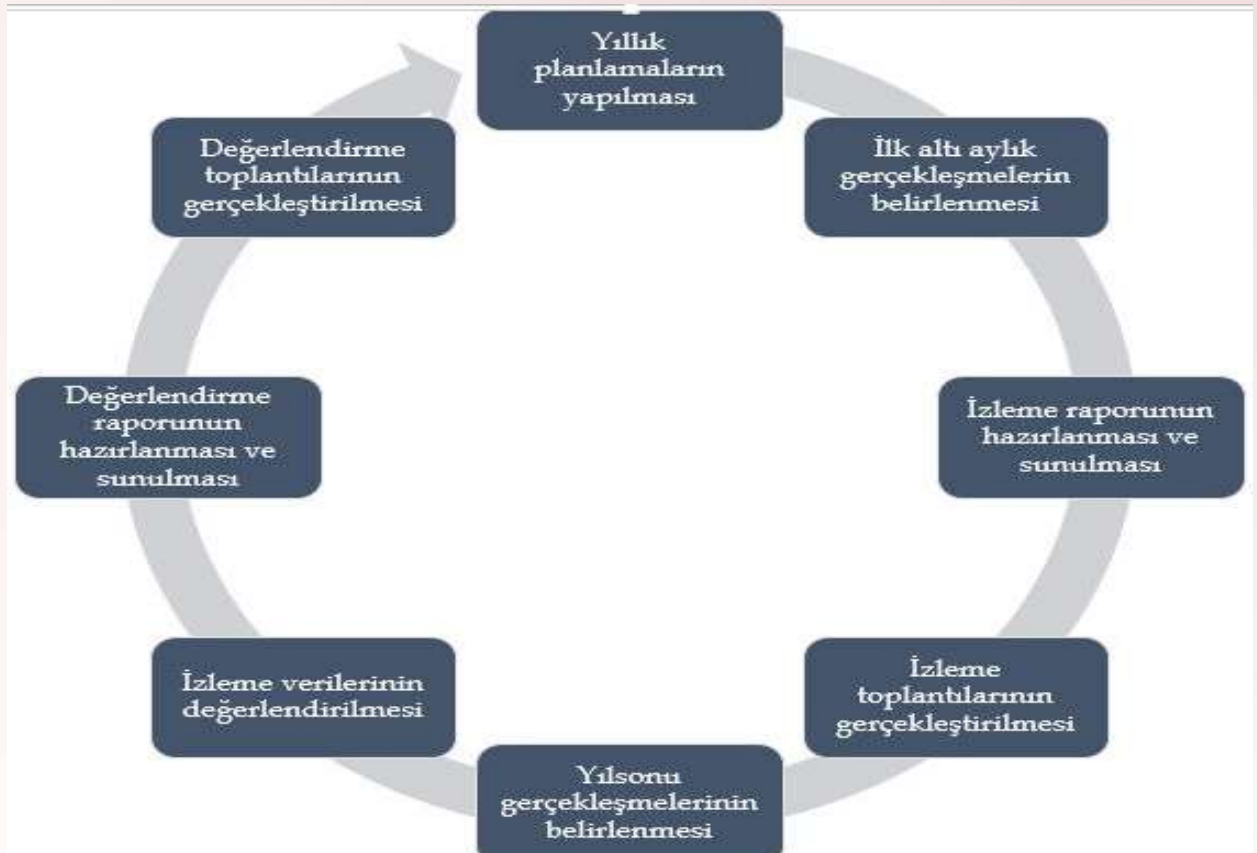 Yıllık
planlamaların
yapılması
İlk altı aylık
gerçekleşmelerin
belirlenmesi
İzleme raporunun
hazırlanması ve
sunulması
İzleme
toplantılarının
gerçekleştirilmesi
Yılsonu
gerçekleşmelerinin
belirlenmesi
İzleme verilerinin
değerlendirilmesi
Değerlendirme
raporunun
hazırlanması ve
sunulması
Değerlendirme
toplantılarının
gerçekleştirilmesi